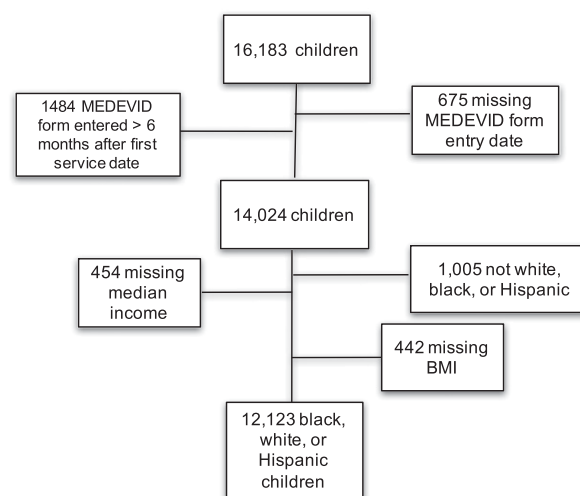 16,183 children
1484 MEDEVID
form entered > 6
months after first
service date
675 missing
MEDEVID form
entry date
14,024 children
454 missing
median
income
1,005 not white,
black, or Hispanic
442 missing
BMI
12,123 black,
white, or
Hispanic
children